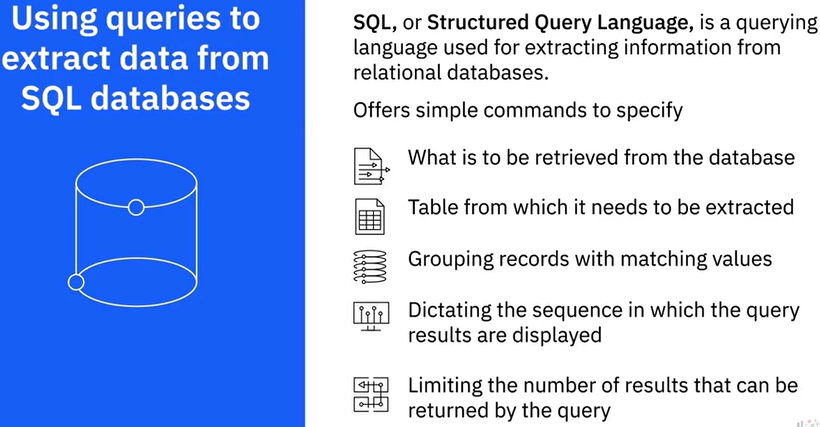 Using queries to
extract data from
SQL databases
SQL, or Structured Query Language, is a querying
language used for extracting information from
relational databases.
Offers simple commands to specify
What is to be retrieved from the database
Table from which it needs to be extracted
Grouping records with matching values
Dictating the sequence in which the query
results are displayed
Limiting the number of results that can be
returned by the query